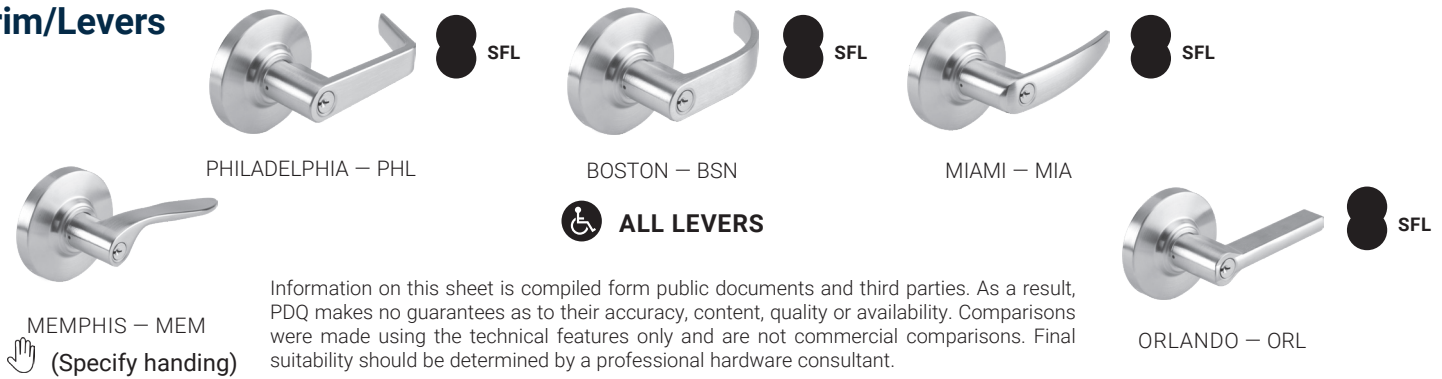 rim/Levers
SFL
SFL
SFL
PHILADELPHIA — PHL
BOSTON — BSN
MIAMI — MIA
ALL LEVERS
SFL
MEMPHIS — MEM
(Specify handing)
Information on this sheet is compiled form public documents and third parties. As a result,
PDQ makes no guarantees as to their accuracy, content, quality or availability. Comparisons
were made using the technical features only and are not commercial comparisons. Final
suitability should be determined by a professional hardware consultant.
ORLANDO — ORL